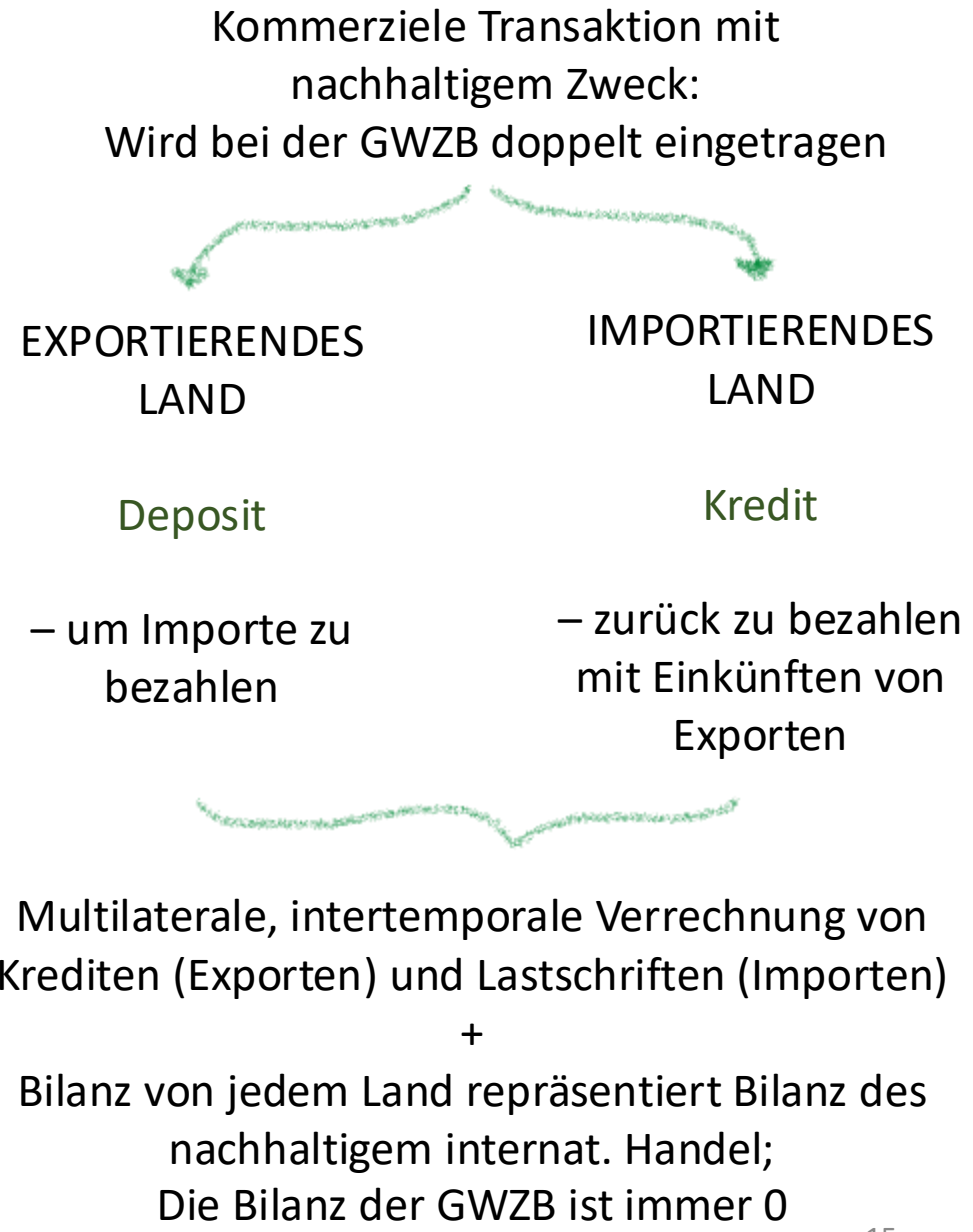 Kommerziele Transaktion mit
nachhaltigem Zweck:
Wird bei der GWZB doppelt eingetragen
EXPORTIERENDES
LAND
Deposit
– um Importe zu
bezahlen
IMPORTIERENDES
LAND
Kredit
– zurück zu bezahlen
mit Einkünften von
Exporten
Multilaterale, intertemporale Verrechnung von
Krediten (Exporten) und Lastschriften (Importen)
+
Bilanz von jedem Land repräsentiert Bilanz des
nachhaltigem internat. Handel;
Die Bilanz der GWZB ist immer 0